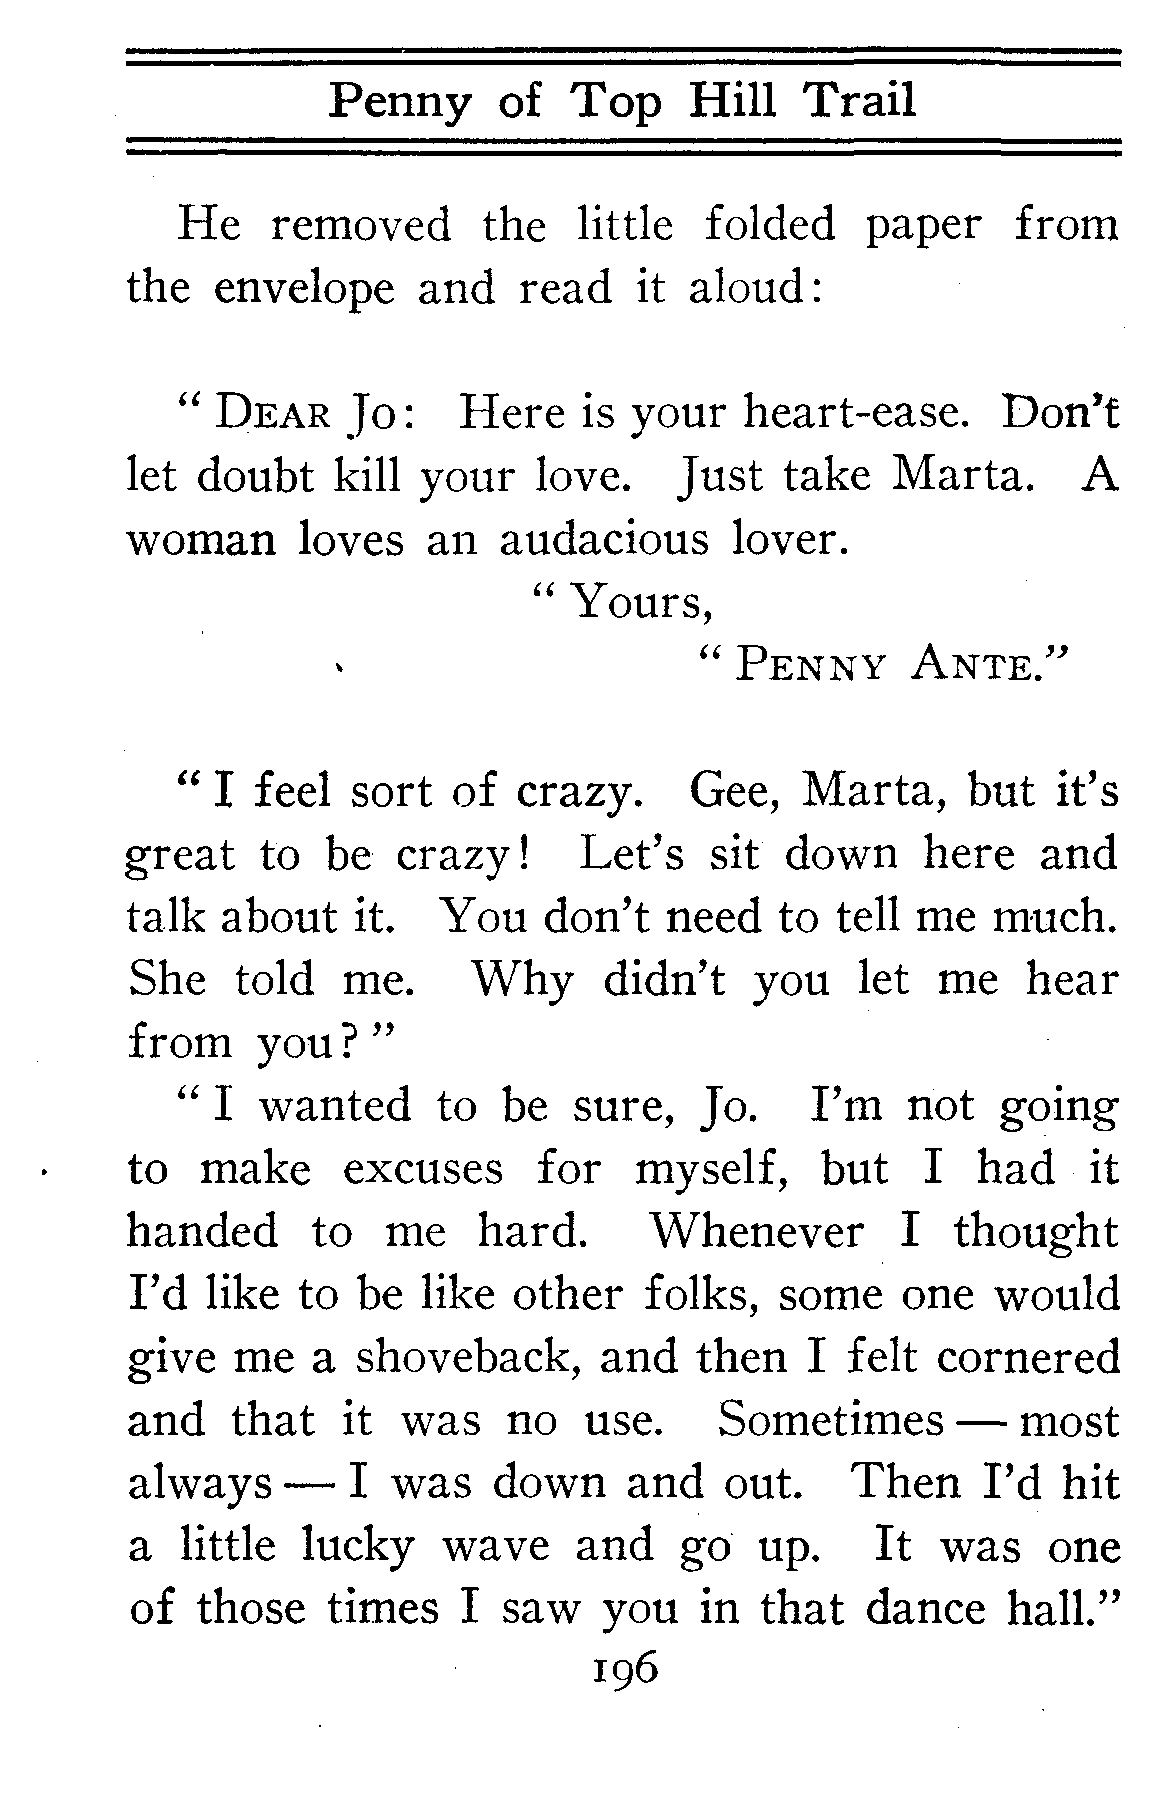 Penny of Top Hill Trail
He removed the little folded paper from
the envelope and read it aloud:
“ DEAR Jo: Here is your heart-ease. Don't
let doubt kill your love. Just take Marta. A
woman loves an audacious lover.
“ Yours,
“ PENNY ANTE.”
“ I feel sort of crazy. Gee, Marta, but it's
great to be crazy! Let's sit down here and
talk about it. You don't need to tell me much.
She told me. Why didn't you let me hear
from you? ”
“ I wanted to be sure, Jo. I'm not going
to make excuses for myself, but I had it
handed to me hard. Whenever I thought
I'd like to be like other folks, some one would
give me a shoveback, and then I felt cornered
and that it was no use. Sometimes — most
always — I was down and out. Then I'd hit
a little lucky wave and go up. It was one
of those times I saw you in that dance hall.”
196